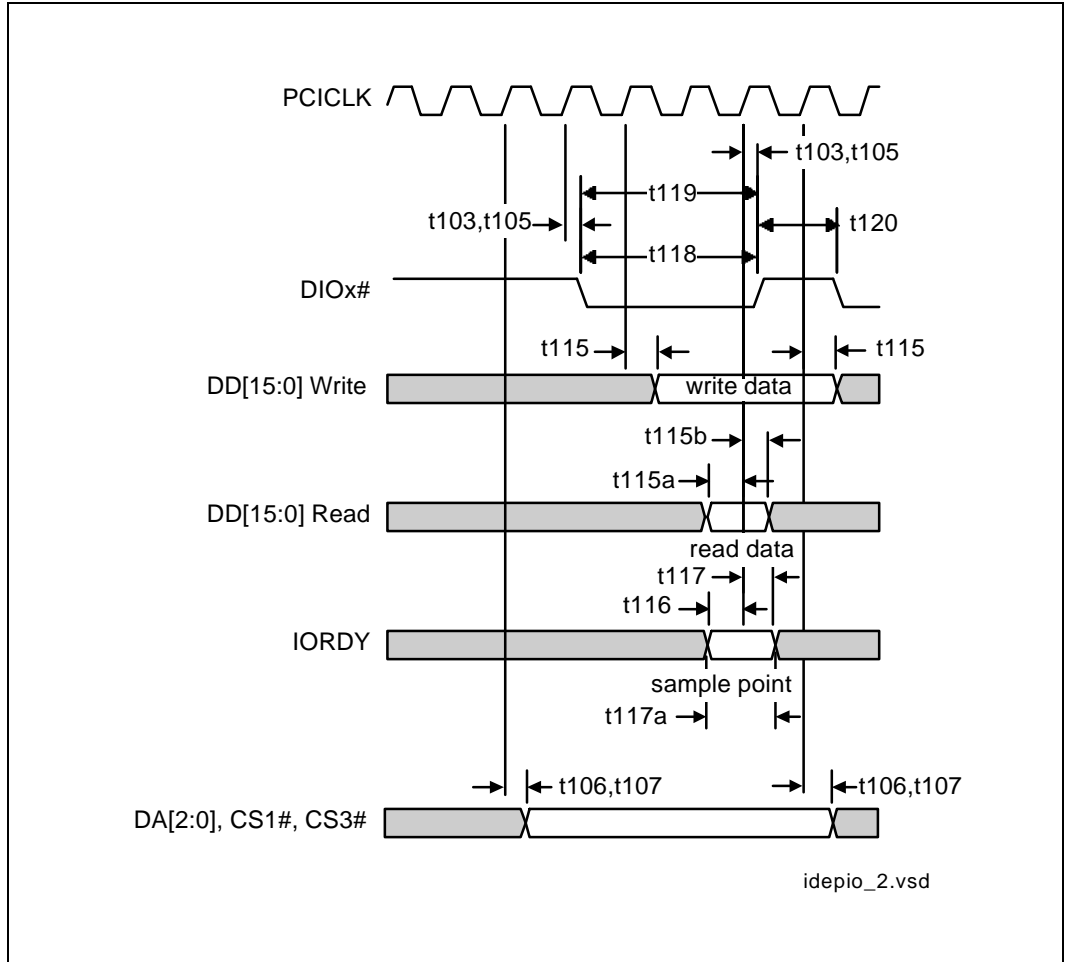 PCICLK
t103,t105
t119
t103,t105
t120
t118
DIOx#
t115
t115
DD[15:0] Write
write data
t115b
t115a
DD[15:0] Read
read data
t117
t116
IORDY
sample point
t117a
t106,t107
t106,t107
DA[2:0], CS1#, CS3#
idepio_2.vsd